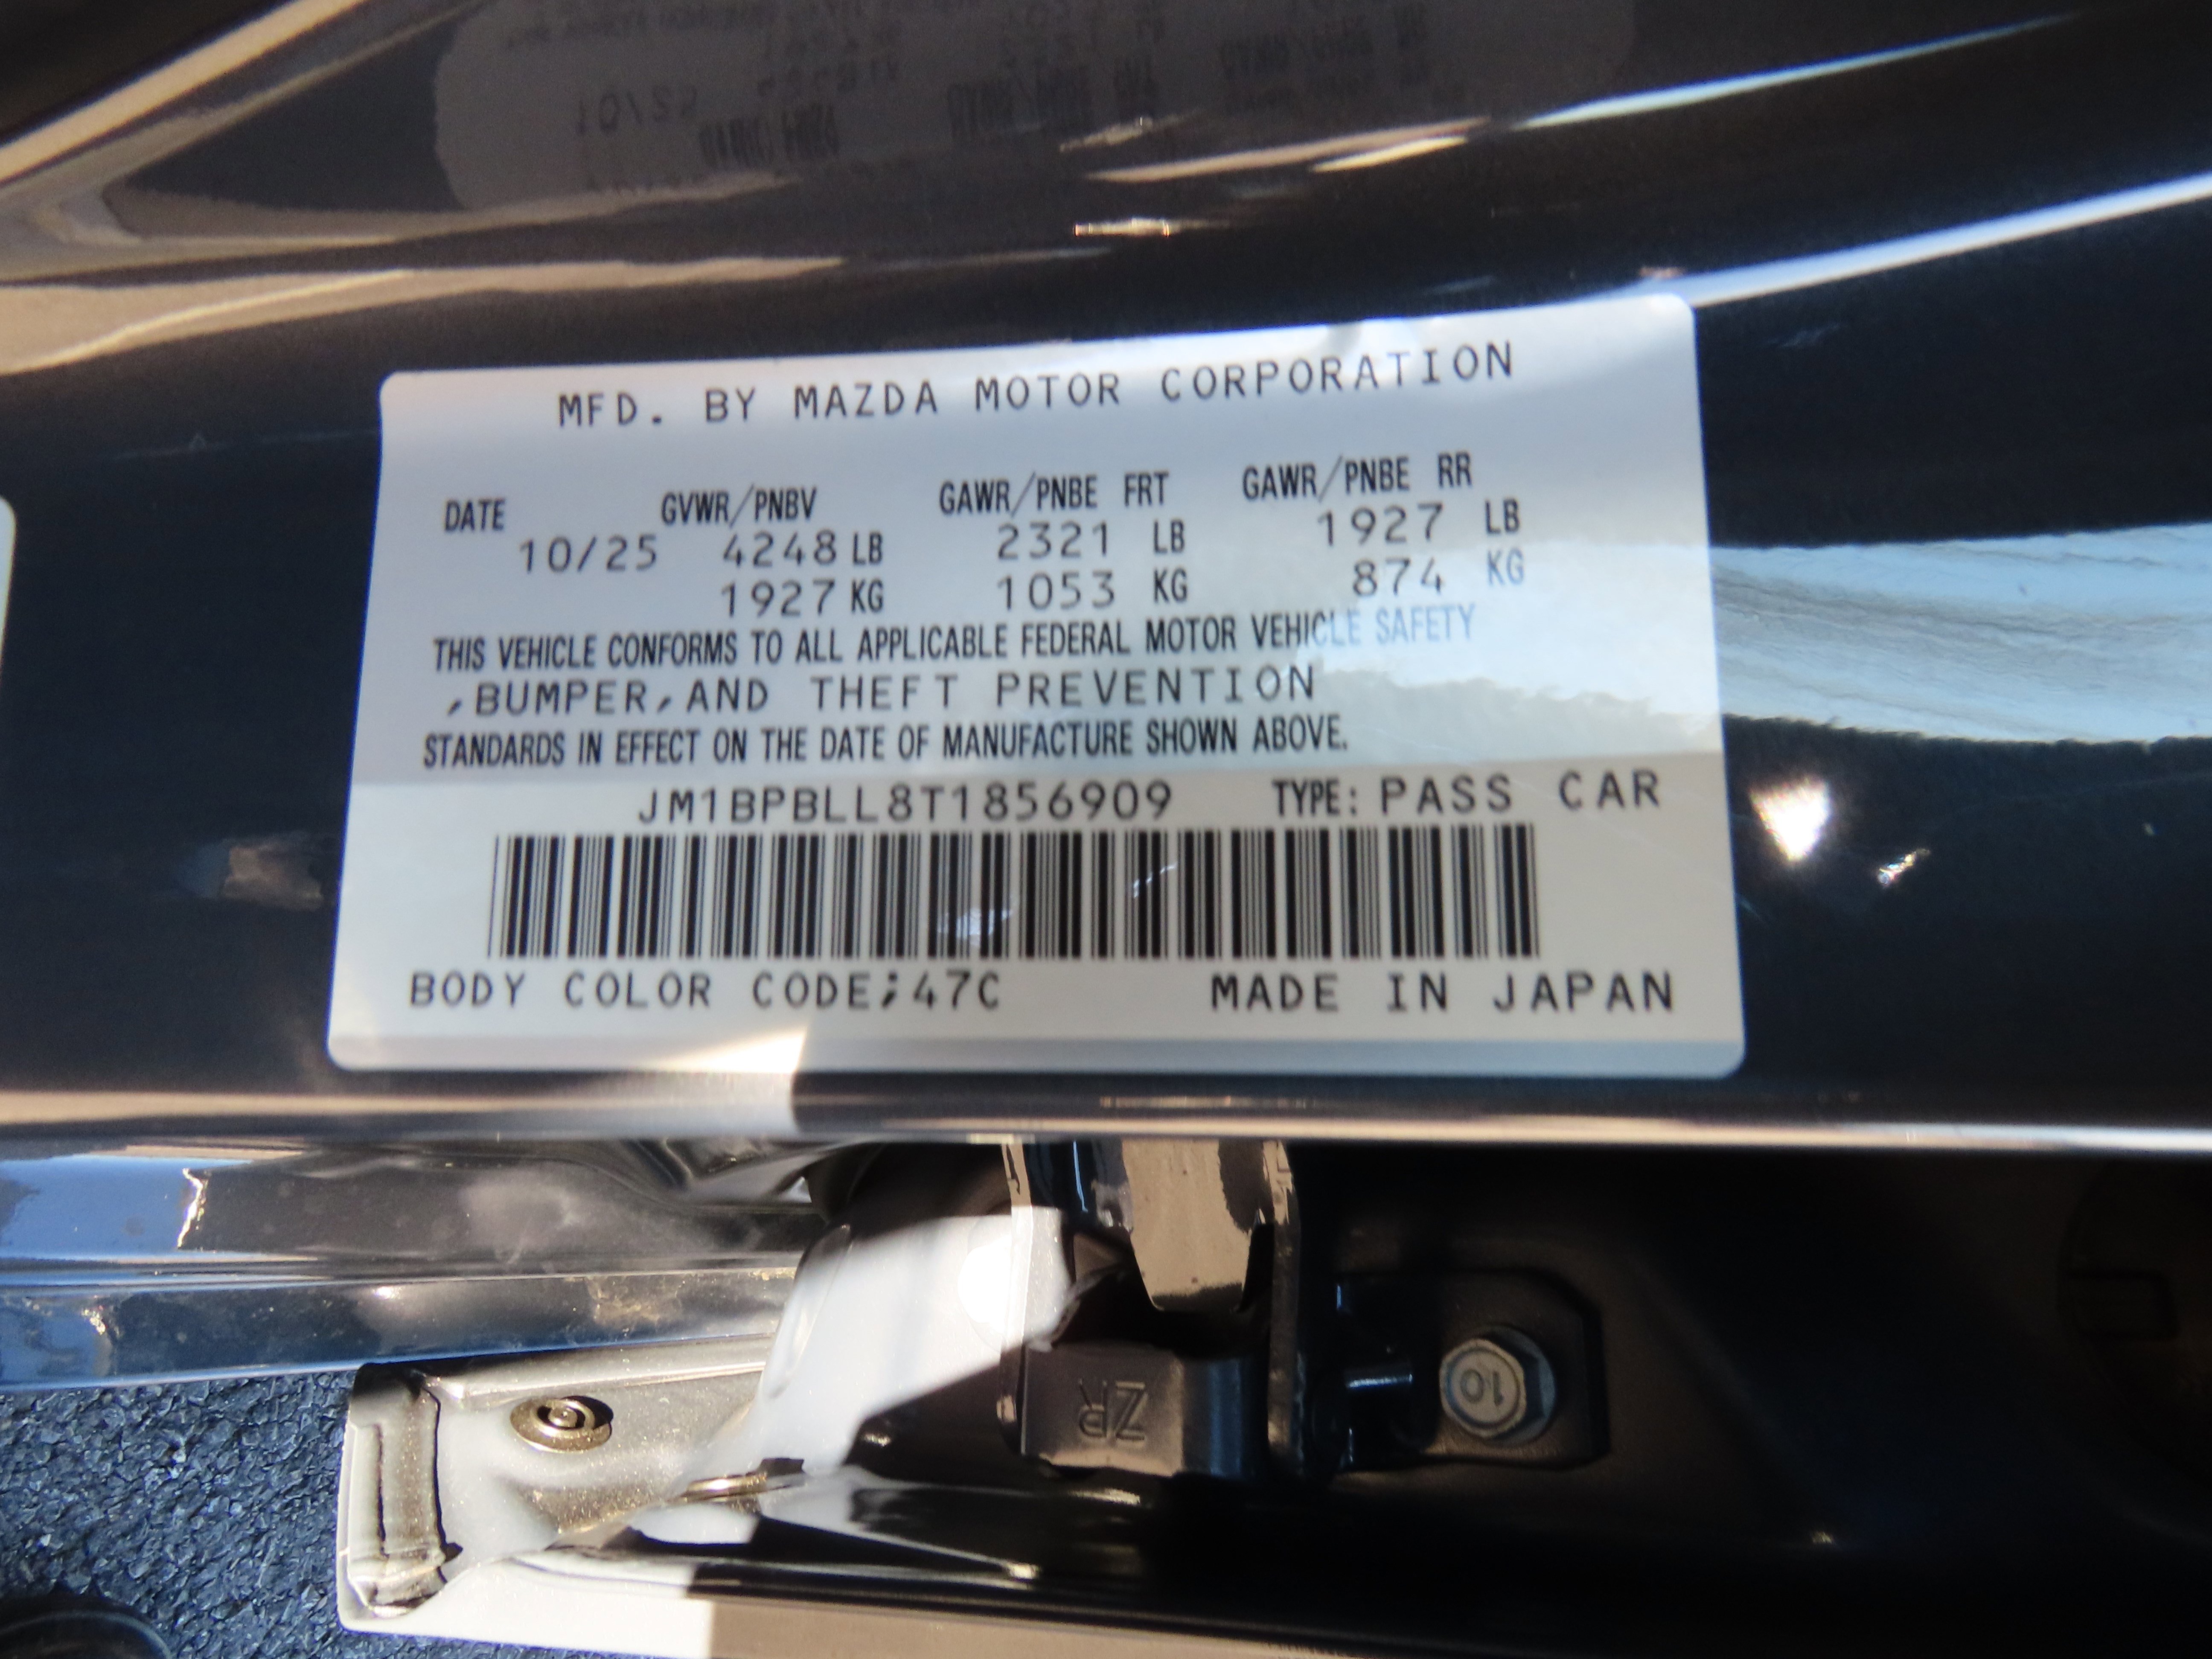 MFD. BY MAZDA MOTOR CORPORATION
DATE GVWR/PNBV GAWR/PNBE FRT GAWR/PNBE RR
10/25 4248 LB 2321 LB 1927 LB
1927 KG 1053 KG 874 KG
THIS VEHICLE CONFORMS TO ALL APPLICABLE FEDERAL MOTOR VEHICLE SAFETY
,BUMPER,AND THEFT PREVENTION
STANDARDS IN EFFECT ON THE DATE OF MANUFACTURE SHOWN ABOVE.
JM1BPBLL8T1856909 TYPE: PASS CAR
BODY COLOR CODE;47C MADE IN JAPAN
ZR
10